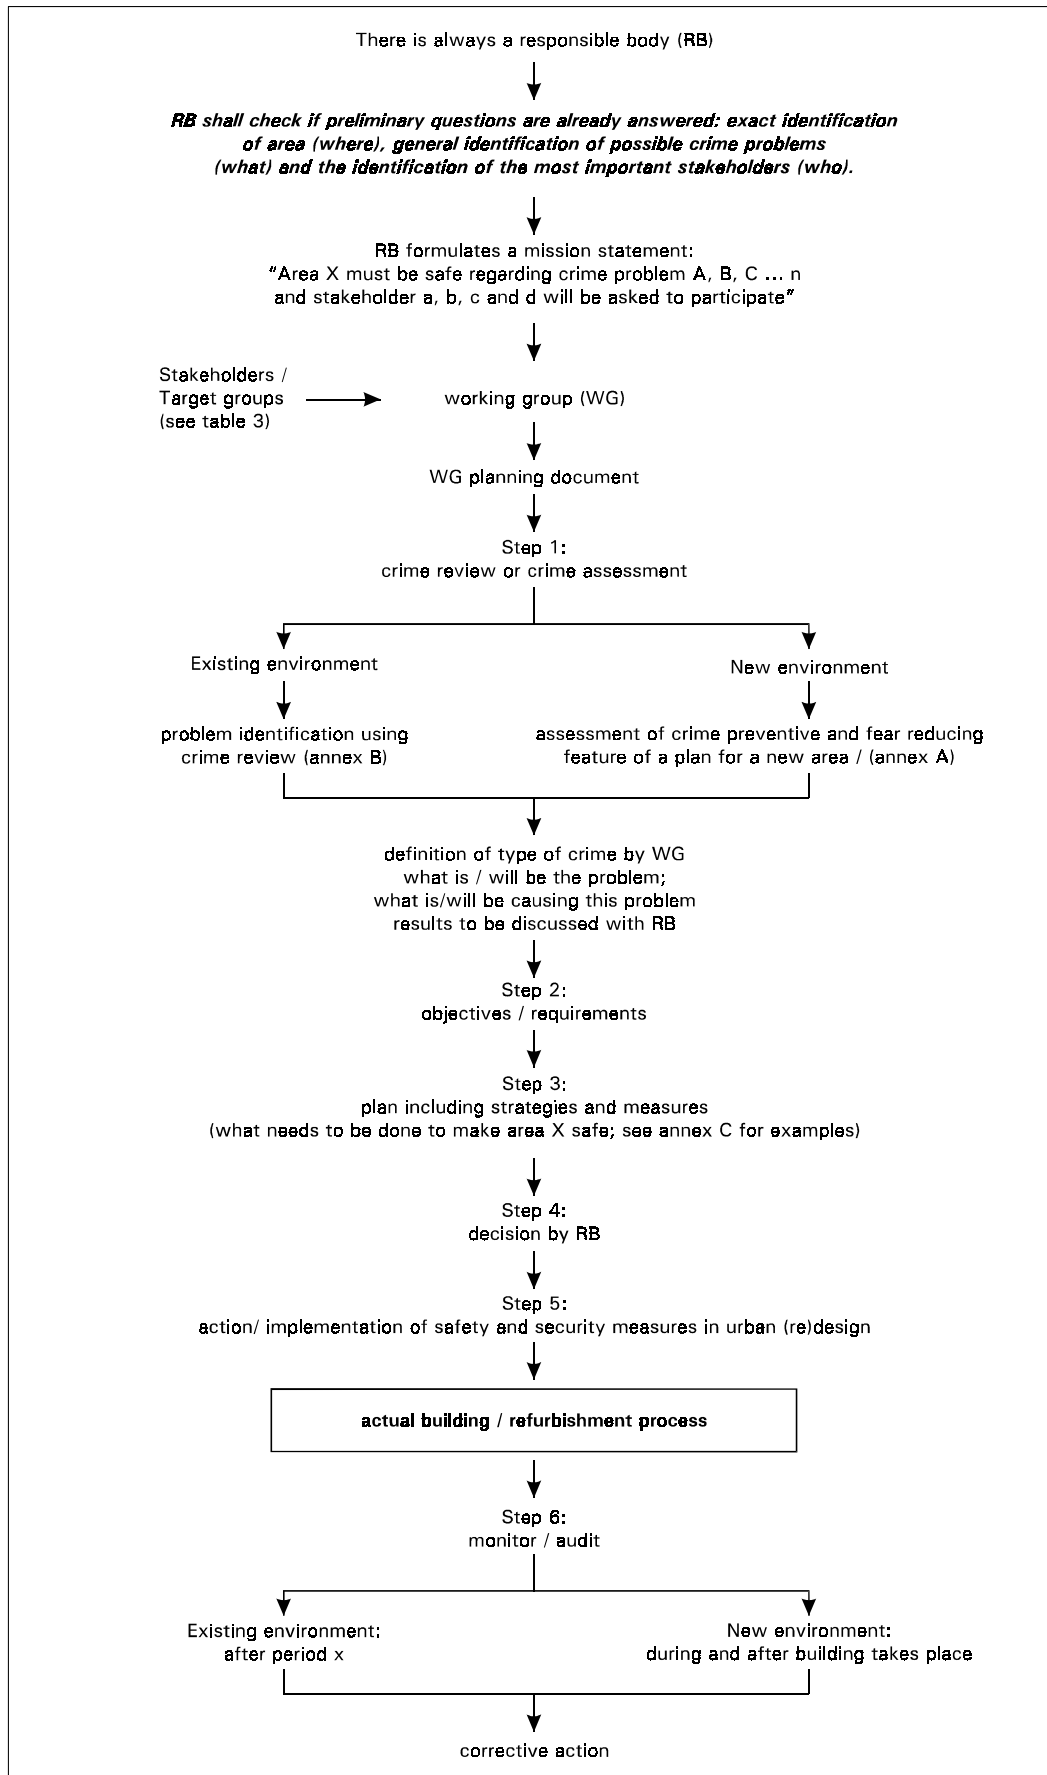 There is always a responsible body (RB)
RB shall check if preliminary questions are already answered: exact identification
of area (where), general identification of possible crime problems
(what) and the identification of the most important stakeholders (who).
RB formulates a mission statement:
"Area X must be safe regarding crime problem A, B, C ... n
and stakeholder a, b, c and d will be asked to participate"
Stakeholders /
Target groups
(see table 3)
working group (WG)
WG planning document
Step 1:
crime review or crime assessment
Existing environment
New environment
problem identification using
crime review (annex B)
assessment of crime preventive and fear reducing
feature of a plan for a new area / (annex A)
definition of type of crime by WG
what is / will be the problem;
what is/will be causing this problem
results to be discussed with RB
Step 2:
objectives / requirements
Step 3:
plan including strategies and measures
(what needs to be done to make area X safe; see annex C for examples)
Step 4:
decision by RB
Step 5:
action/ implementation of safety and security measures in urban (re)design
actual building / refurbishment process
Step 6:
monitor / audit
Existing environment:
after period x
New environment:
during and after building takes place
corrective action